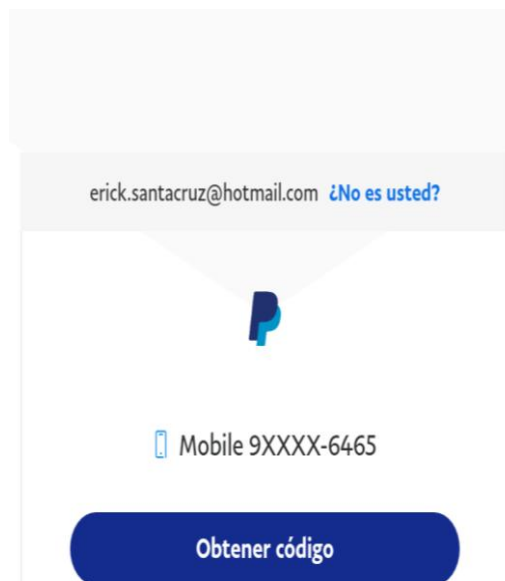 erick.santacruz@hotmail.com ¿No es usted?
Mobile 9XXXX-6465
Obtener código